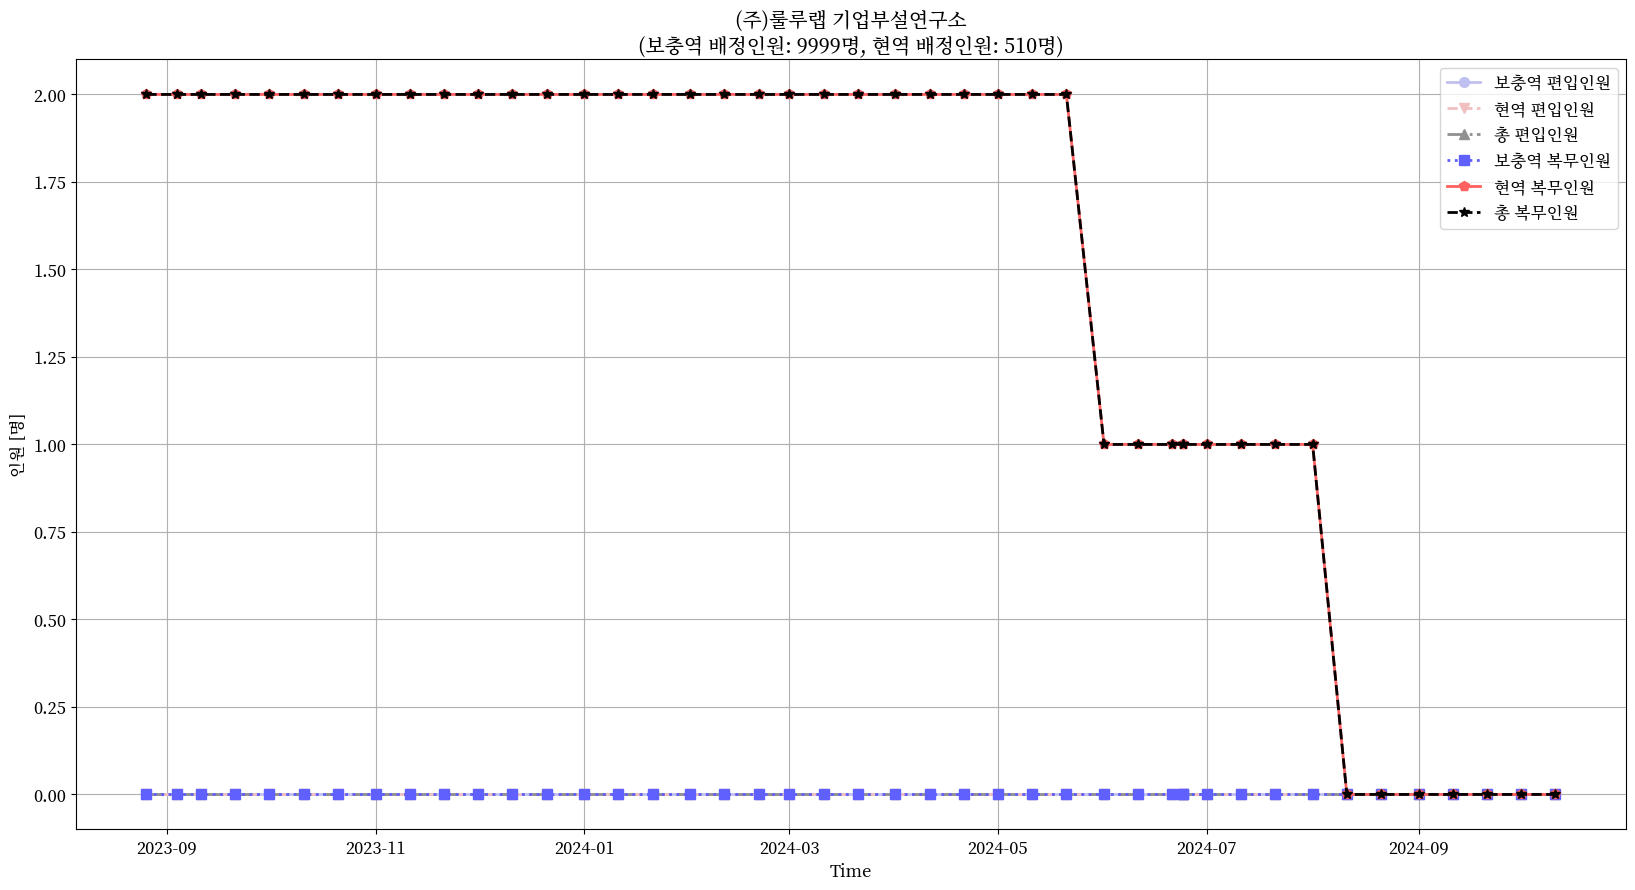 (주)룰루랩 기업부설연구소
(보충역 배정인원: 9999명, 현역 배정인원: 510명)
보충역 편입인원
현역 편입인원
총 편입인원
보충역 복무인원
현역 복무인원
총 복무인원
인원 [명]
2.00
1.75
1.50
1.25
1.00
0.75
0.50
0.25
0.00
2023-09
2023-11
2024-01
2024-03
2024-05
2024-07
2024-09
Time